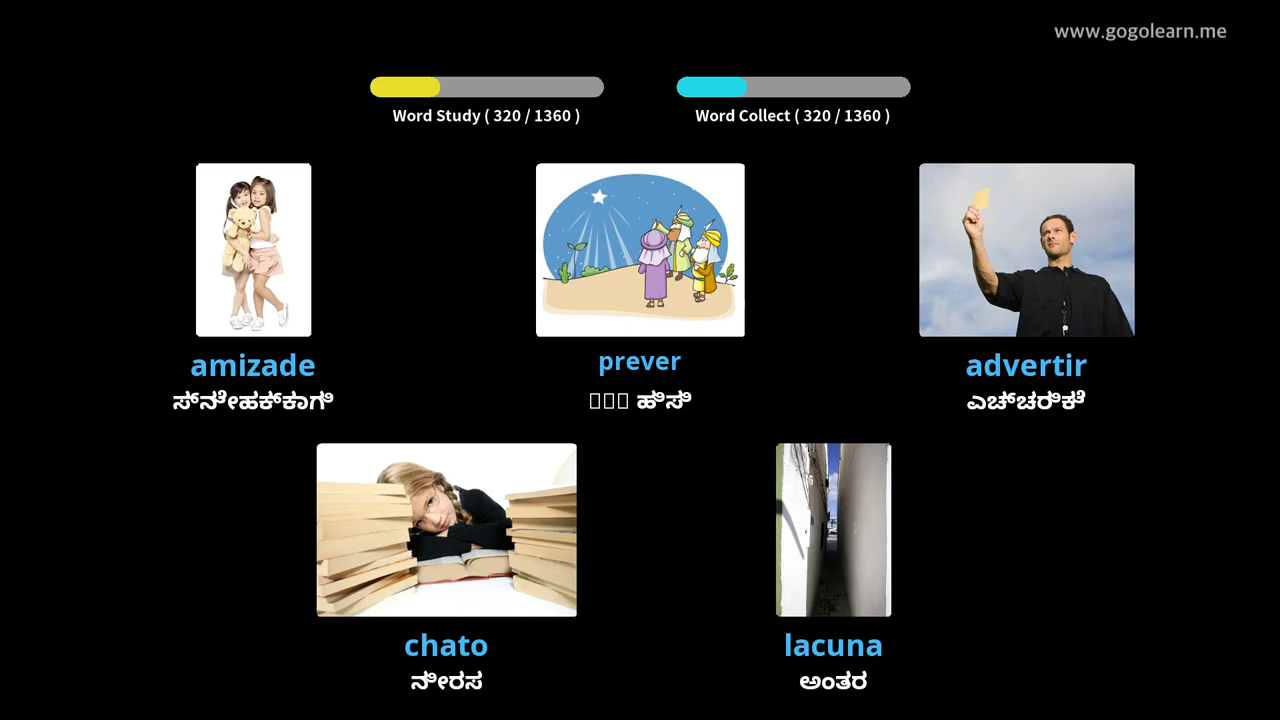 www.gogolearn.me
Word Study ( 320 / 1360 )
Word Collect ( 320 / 1360 )
amizade
ಸ್ನೇಹಕ್ಕಾಗಿ
prever
ಹಿಸಿ
advertir
ಎಚ್ಚರಿಕೆ
chato
ನೀರಸ
lacuna
ಅಂತರ